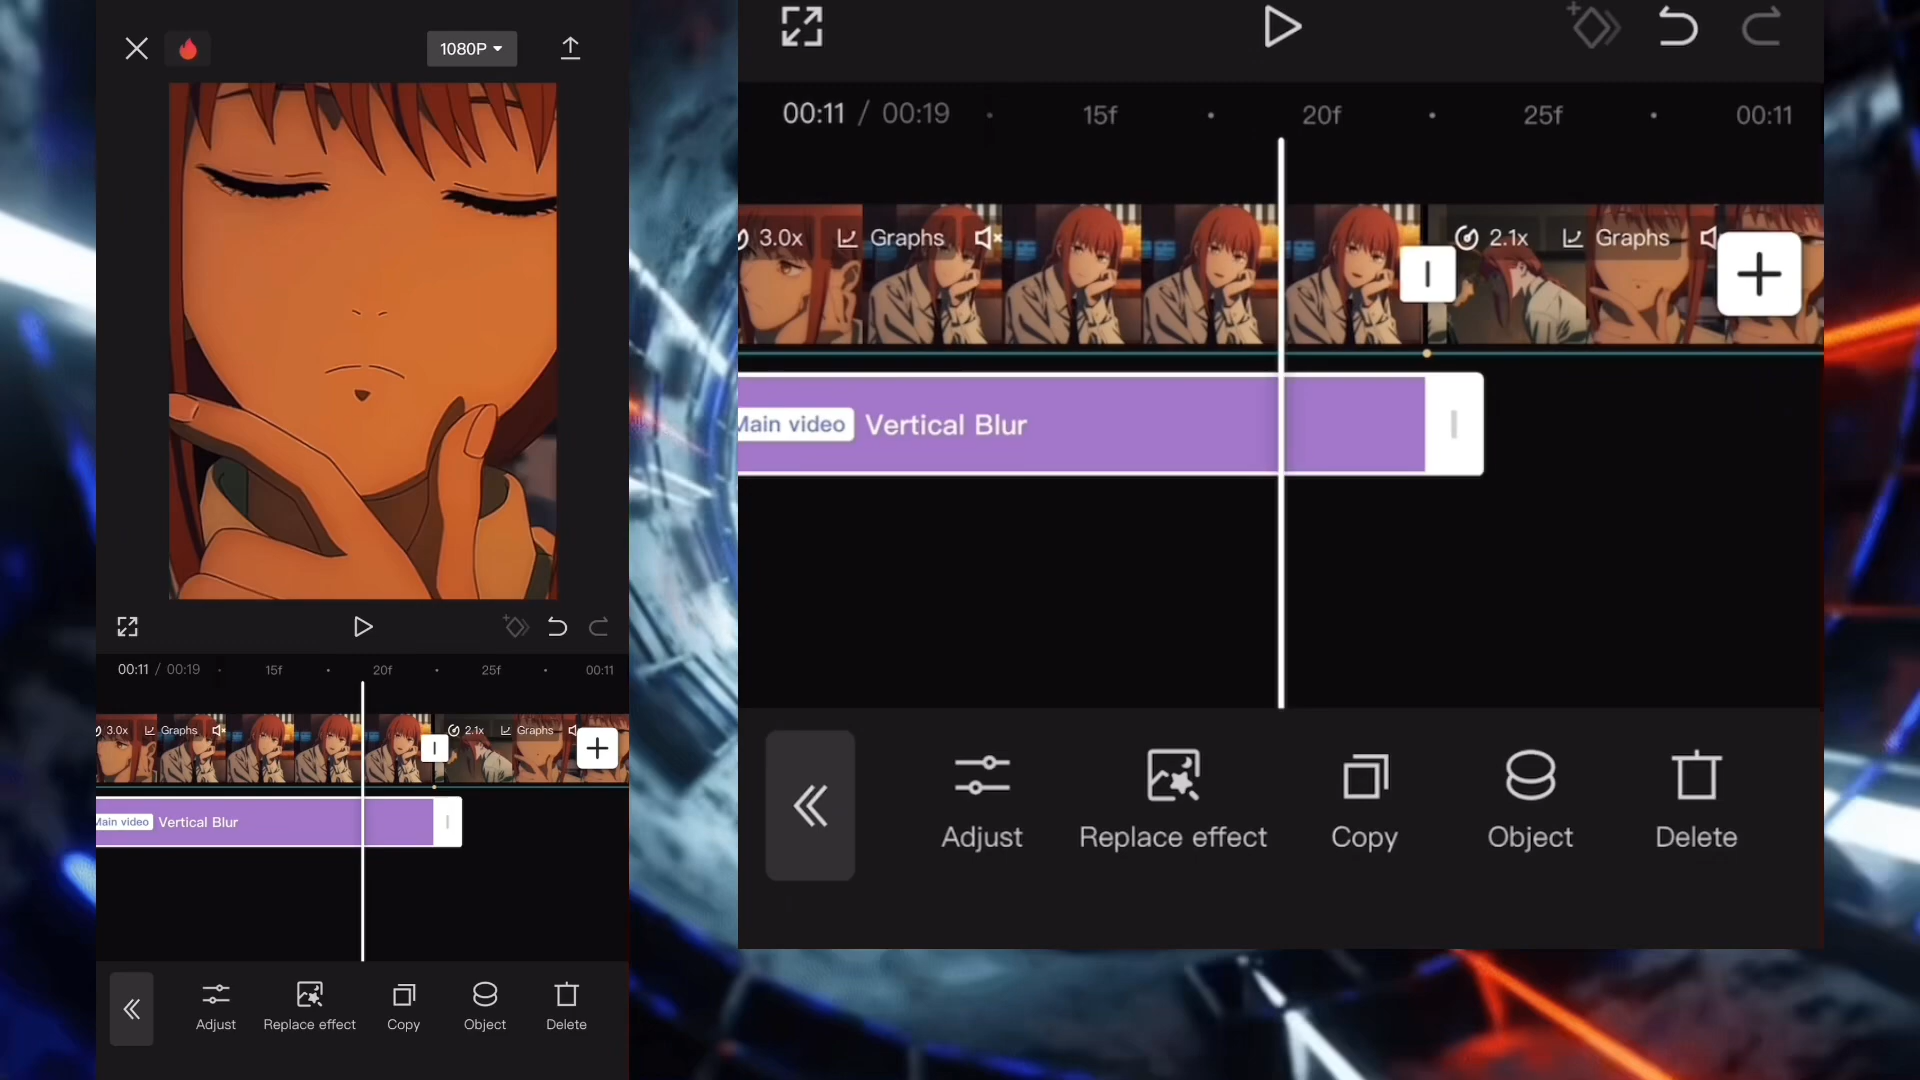 1080P
00:11 / 00:19
15f
20f
25f
00:11
3.0x
Graphs
2.1x
Graphs
Main video
Vertical Blur
Adjust
Replace effect
Copy
Object
Delete
00:11 / 00:19
15f
20f
25f
00:11
3.0x
Graphs
2.1x
Graphs
Main video
Vertical Blur
Adjust
Replace effect
Copy
Object
Delete